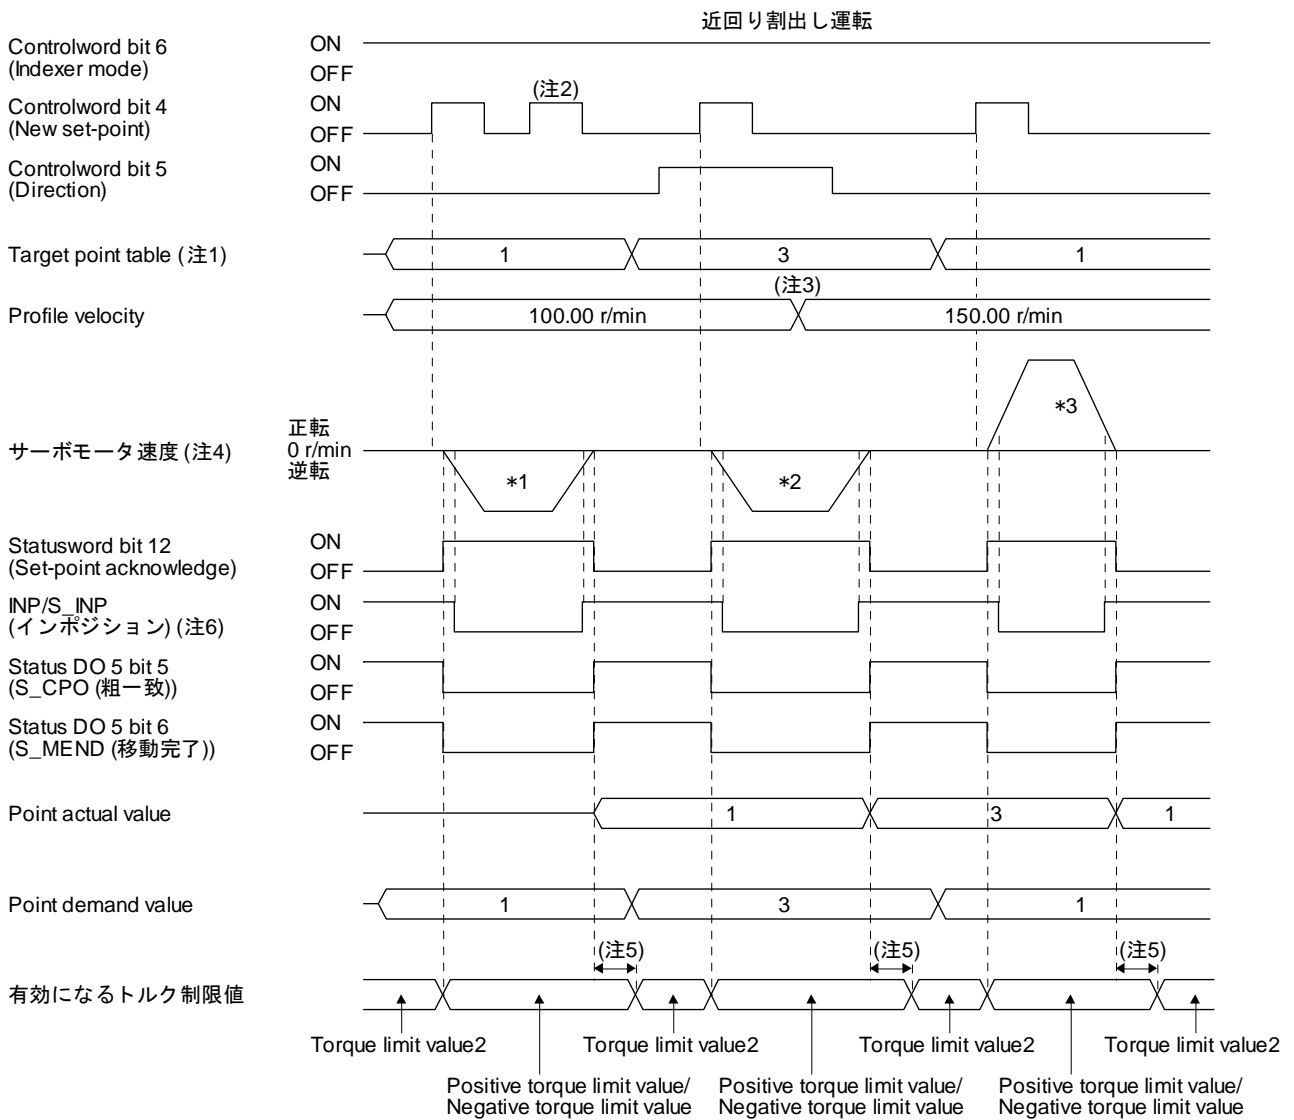 近回り割出し運転
Controlword bit 6
(Indexer mode)
ON
OFF
Controlword bit 4
(New set-point)
ON
OFF
(注2)
Controlword bit 5
(Direction)
ON
OFF
Target point table (注1)
1
3
1
Profile velocity
100.00 r/min
(注3)
150.00 r/min
サーボモータ速度 (注4)
正転
0 r/min
逆転
*1
*2
*3
Statusword bit 12
(Set-point acknowledge)
ON
OFF
INP/S_INP
(インポジション) (注6)
ON
OFF
Status DO 5 bit 5
(S_CPO (粗一致))
ON
OFF
Status DO 5 bit 6
(S_MEND (移動完了))
ON
OFF
Point actual value
1
3
1
Point demand value
1
3
1
(注5)
(注5)
(注5)
有効になるトルク制限値
Torque limit value2
Torque limit value2
Torque limit value2
Torque limit value2
Positive torque limit value/
Negative torque limit value
Positive torque limit value/
Negative torque limit value
Positive torque limit value/
Negative torque limit value